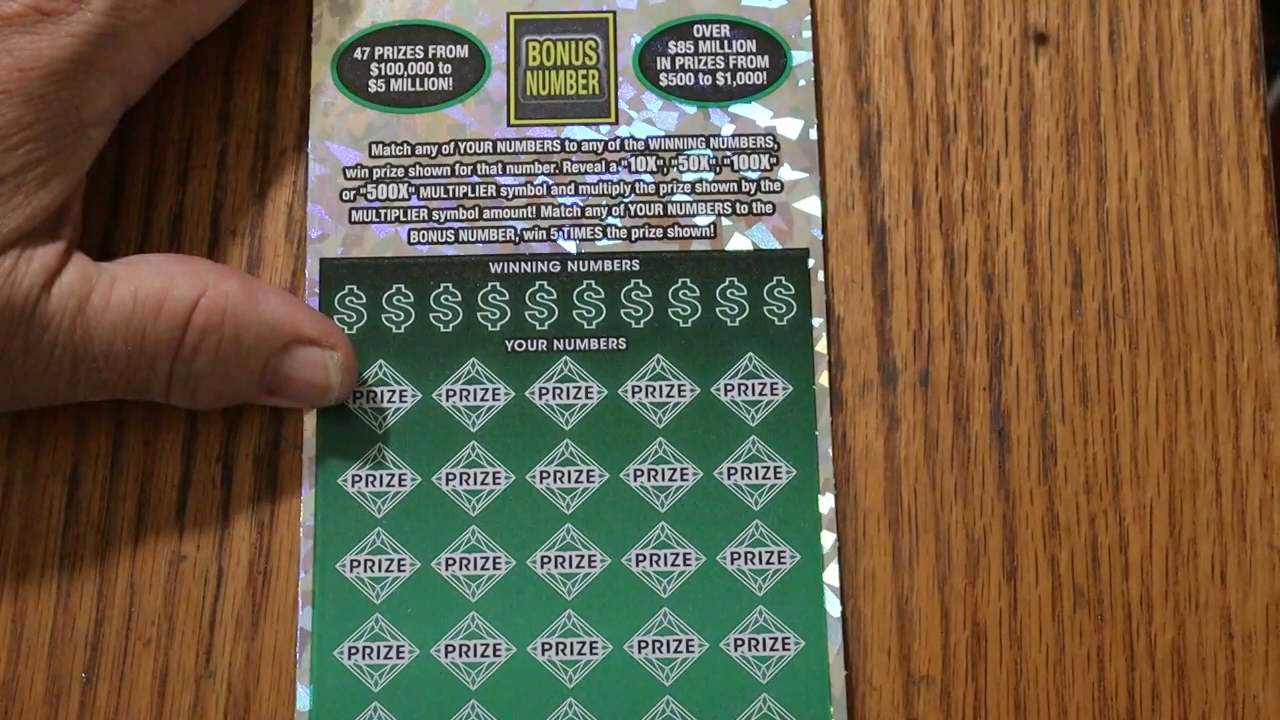 47 PRIZES FROM
$100,000 to
$5 MILLION!
BONUS
NUMBER
OVER
$85 MILLION
IN PRIZES FROM
$500 to $1,000!
Match any of YOUR NUMBERS to any of the WINNING NUMBERS,
win prize shown for that number. Reveal a "10X", "50X", "100X"
or "500X" MULTIPLIER symbol and multiply the prize shown by the
MULTIPLIER symbol amount! Match any of YOUR NUMBERS to the
BONUS NUMBER, win 5 TIMES the prize shown!
WINNING NUMBERS
$ $ $ $ $ $ $ $ $ $
YOUR NUMBERS
PRIZE PRIZE PRIZE PRIZE PRIZE
PRIZE PRIZE PRIZE PRIZE PRIZE
PRIZE PRIZE PRIZE PRIZE PRIZE
PRIZE PRIZE PRIZE PRIZE PRIZE